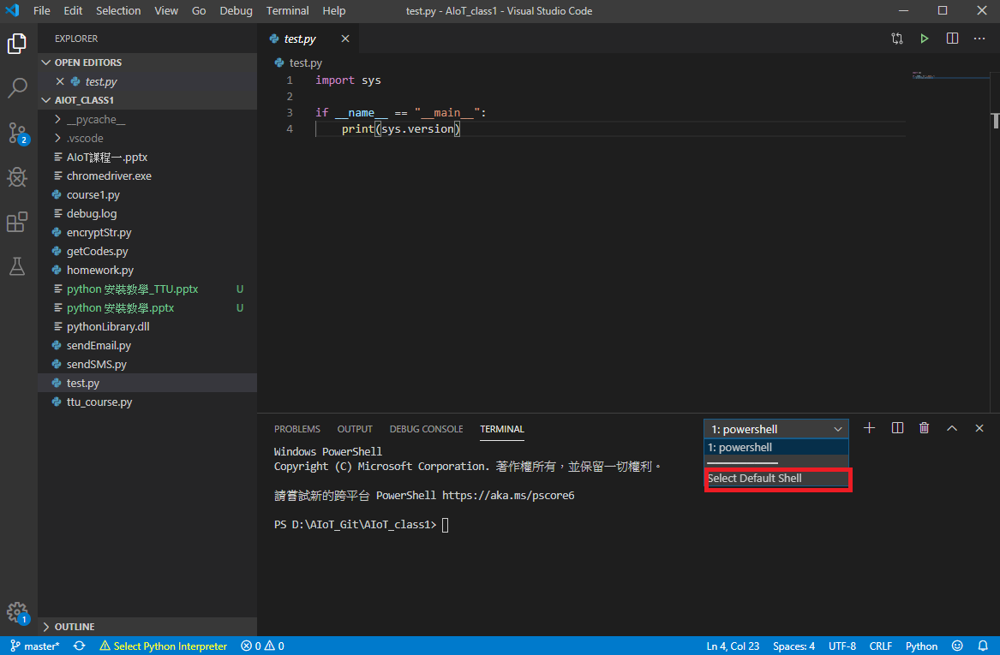 File Edit Selection View Go Debug Terminal Help test.py - AIoT_class1 - Visual Studio Code
EXPLORER
OPEN EDITORS
test.py
AIOT_CLASS1
__pycache__
.vscode
AIoT課程一.pptx
chromedriver.exe
course1.py
debug.log
encryptStr.py
getCodes.py
homework.py
python 安裝教學_TTU.pptx U
python 安裝教學.pptx U
pythonLibrary.dll
sendEmail.py
sendSMS.py
test.py
ttu_course.py
OUTLINE
2
1
test.py
test.py
1 import sys
2
3 if __name__ == "__main__":
4 print(sys.version)
PROBLEMS OUTPUT DEBUG CONSOLE TERMINAL
1: powershell
1: powershell
Select Default Shell
Windows PowerShell
Copyright (C) Microsoft Corporation. 著作權所有，並保留一切權利。
請嘗試新的跨平台 PowerShell https://aka.ms/pscore6
PS D:\AIoT_Git\AIoT_class1>
master* Select Python Interpreter 0 0 Ln 4, Col 23 Spaces: 4 UTF-8 CRLF Python